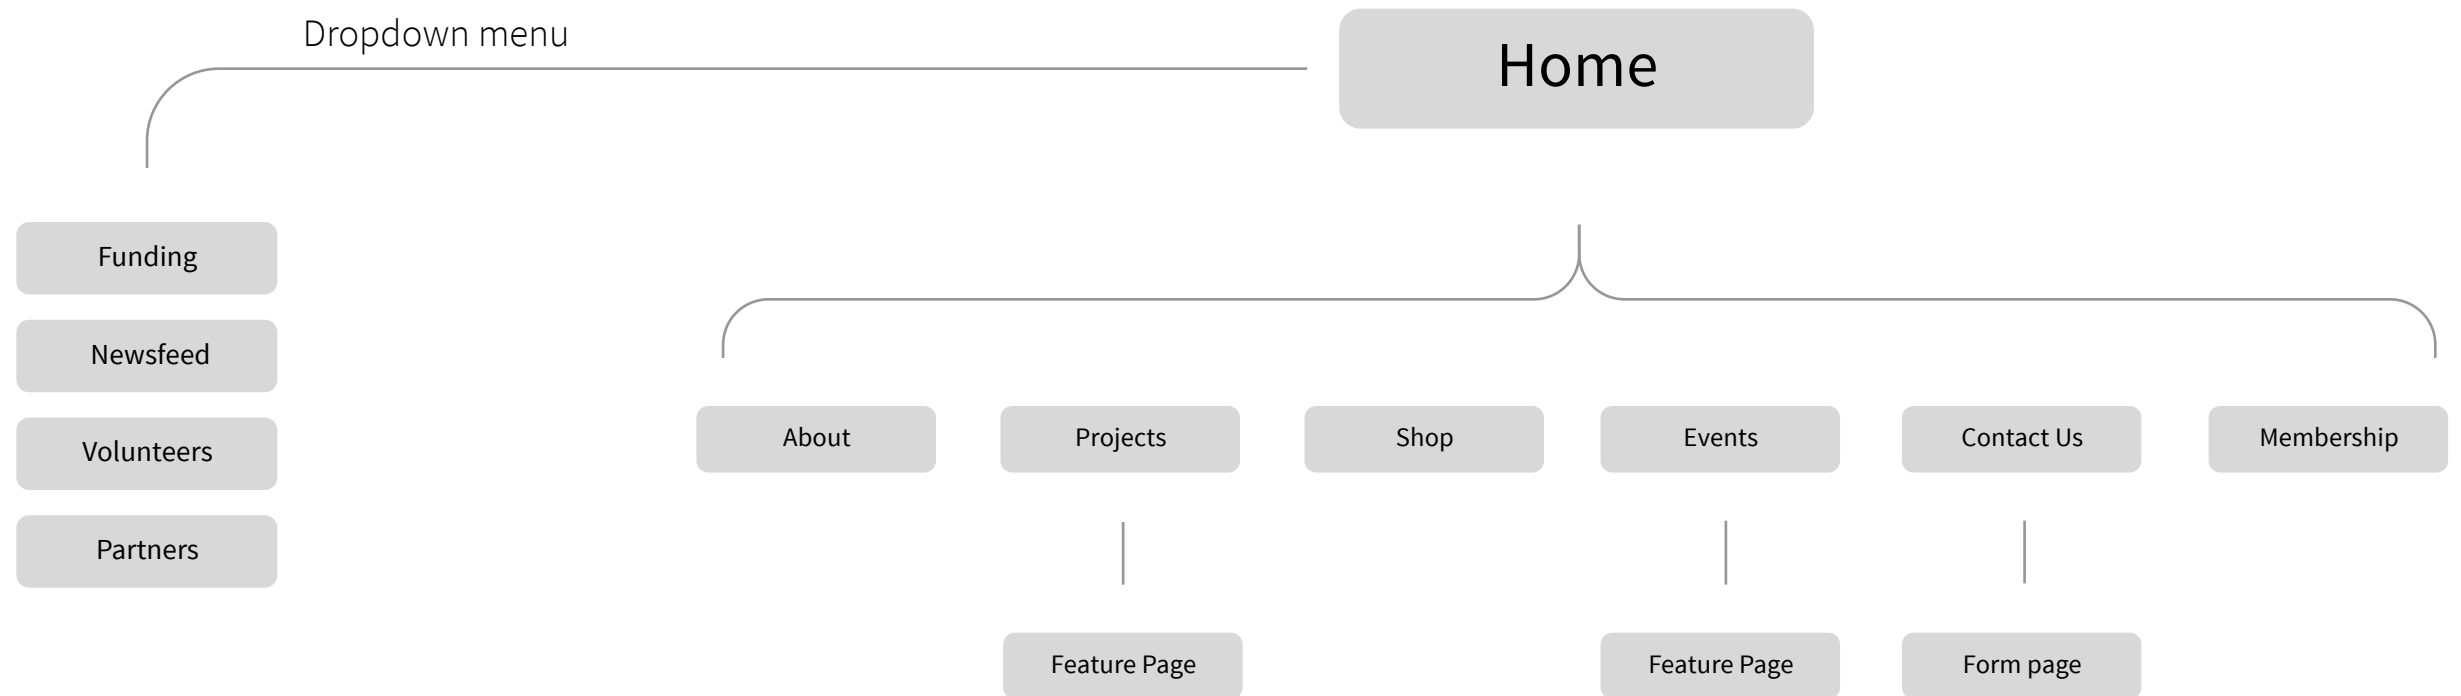 Dropdown menu
Home
Funding
Newsfeed
Volunteers
Partners
About
Projects
Shop
Events
Contact Us
Membership
Feature Page
Feature Page
Form page